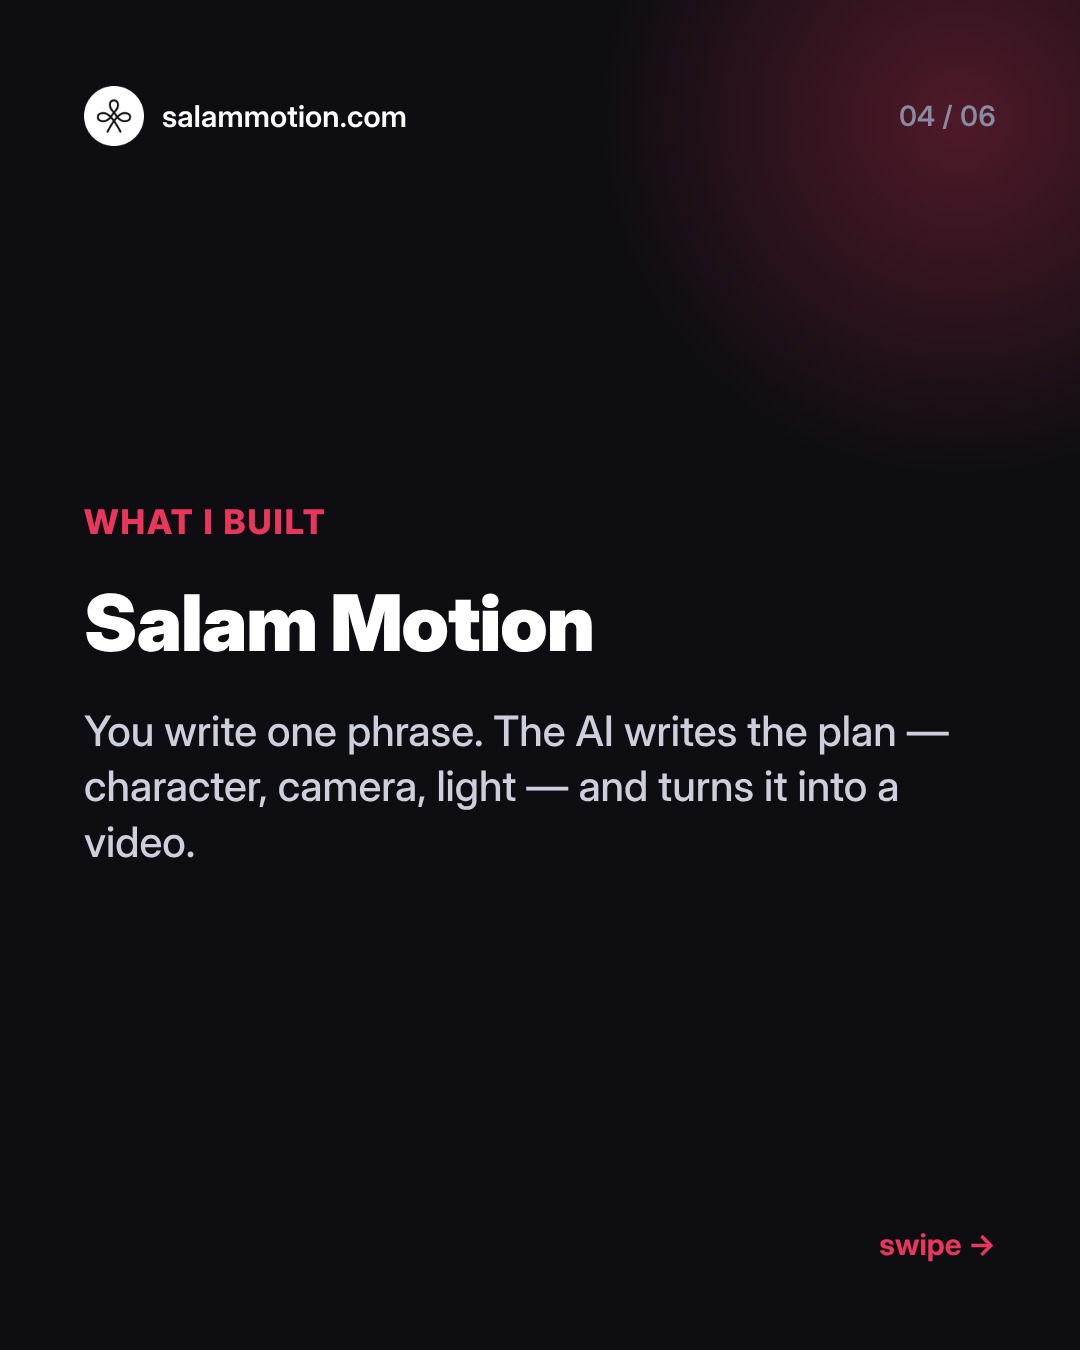 salammotion.com
04 / 06
WHAT I BUILT
Salam Motion
You write one phrase. The AI writes the plan —
character, camera, light — and turns it into a
video.
swipe →